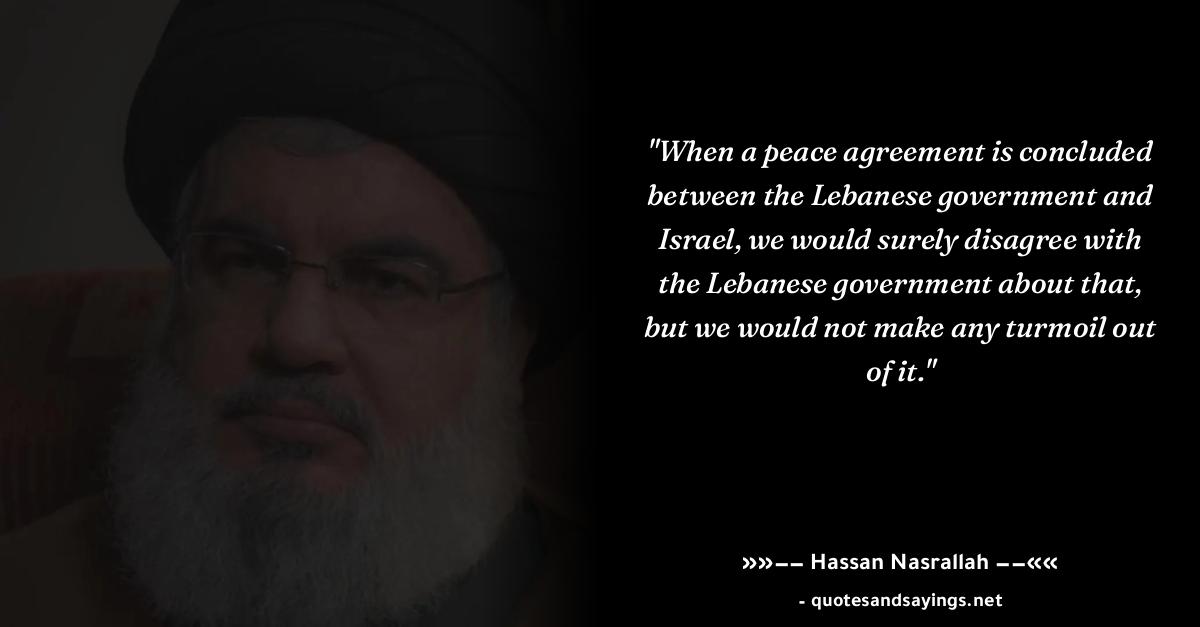 "When a peace agreement is concluded
between the Lebanese government and
Israel, we would surely disagree with
the Lebanese government about that,
but we would not make any turmoil out
of it."
»»–– Hassan Nasrallah ––««
- quotesandsayings.net